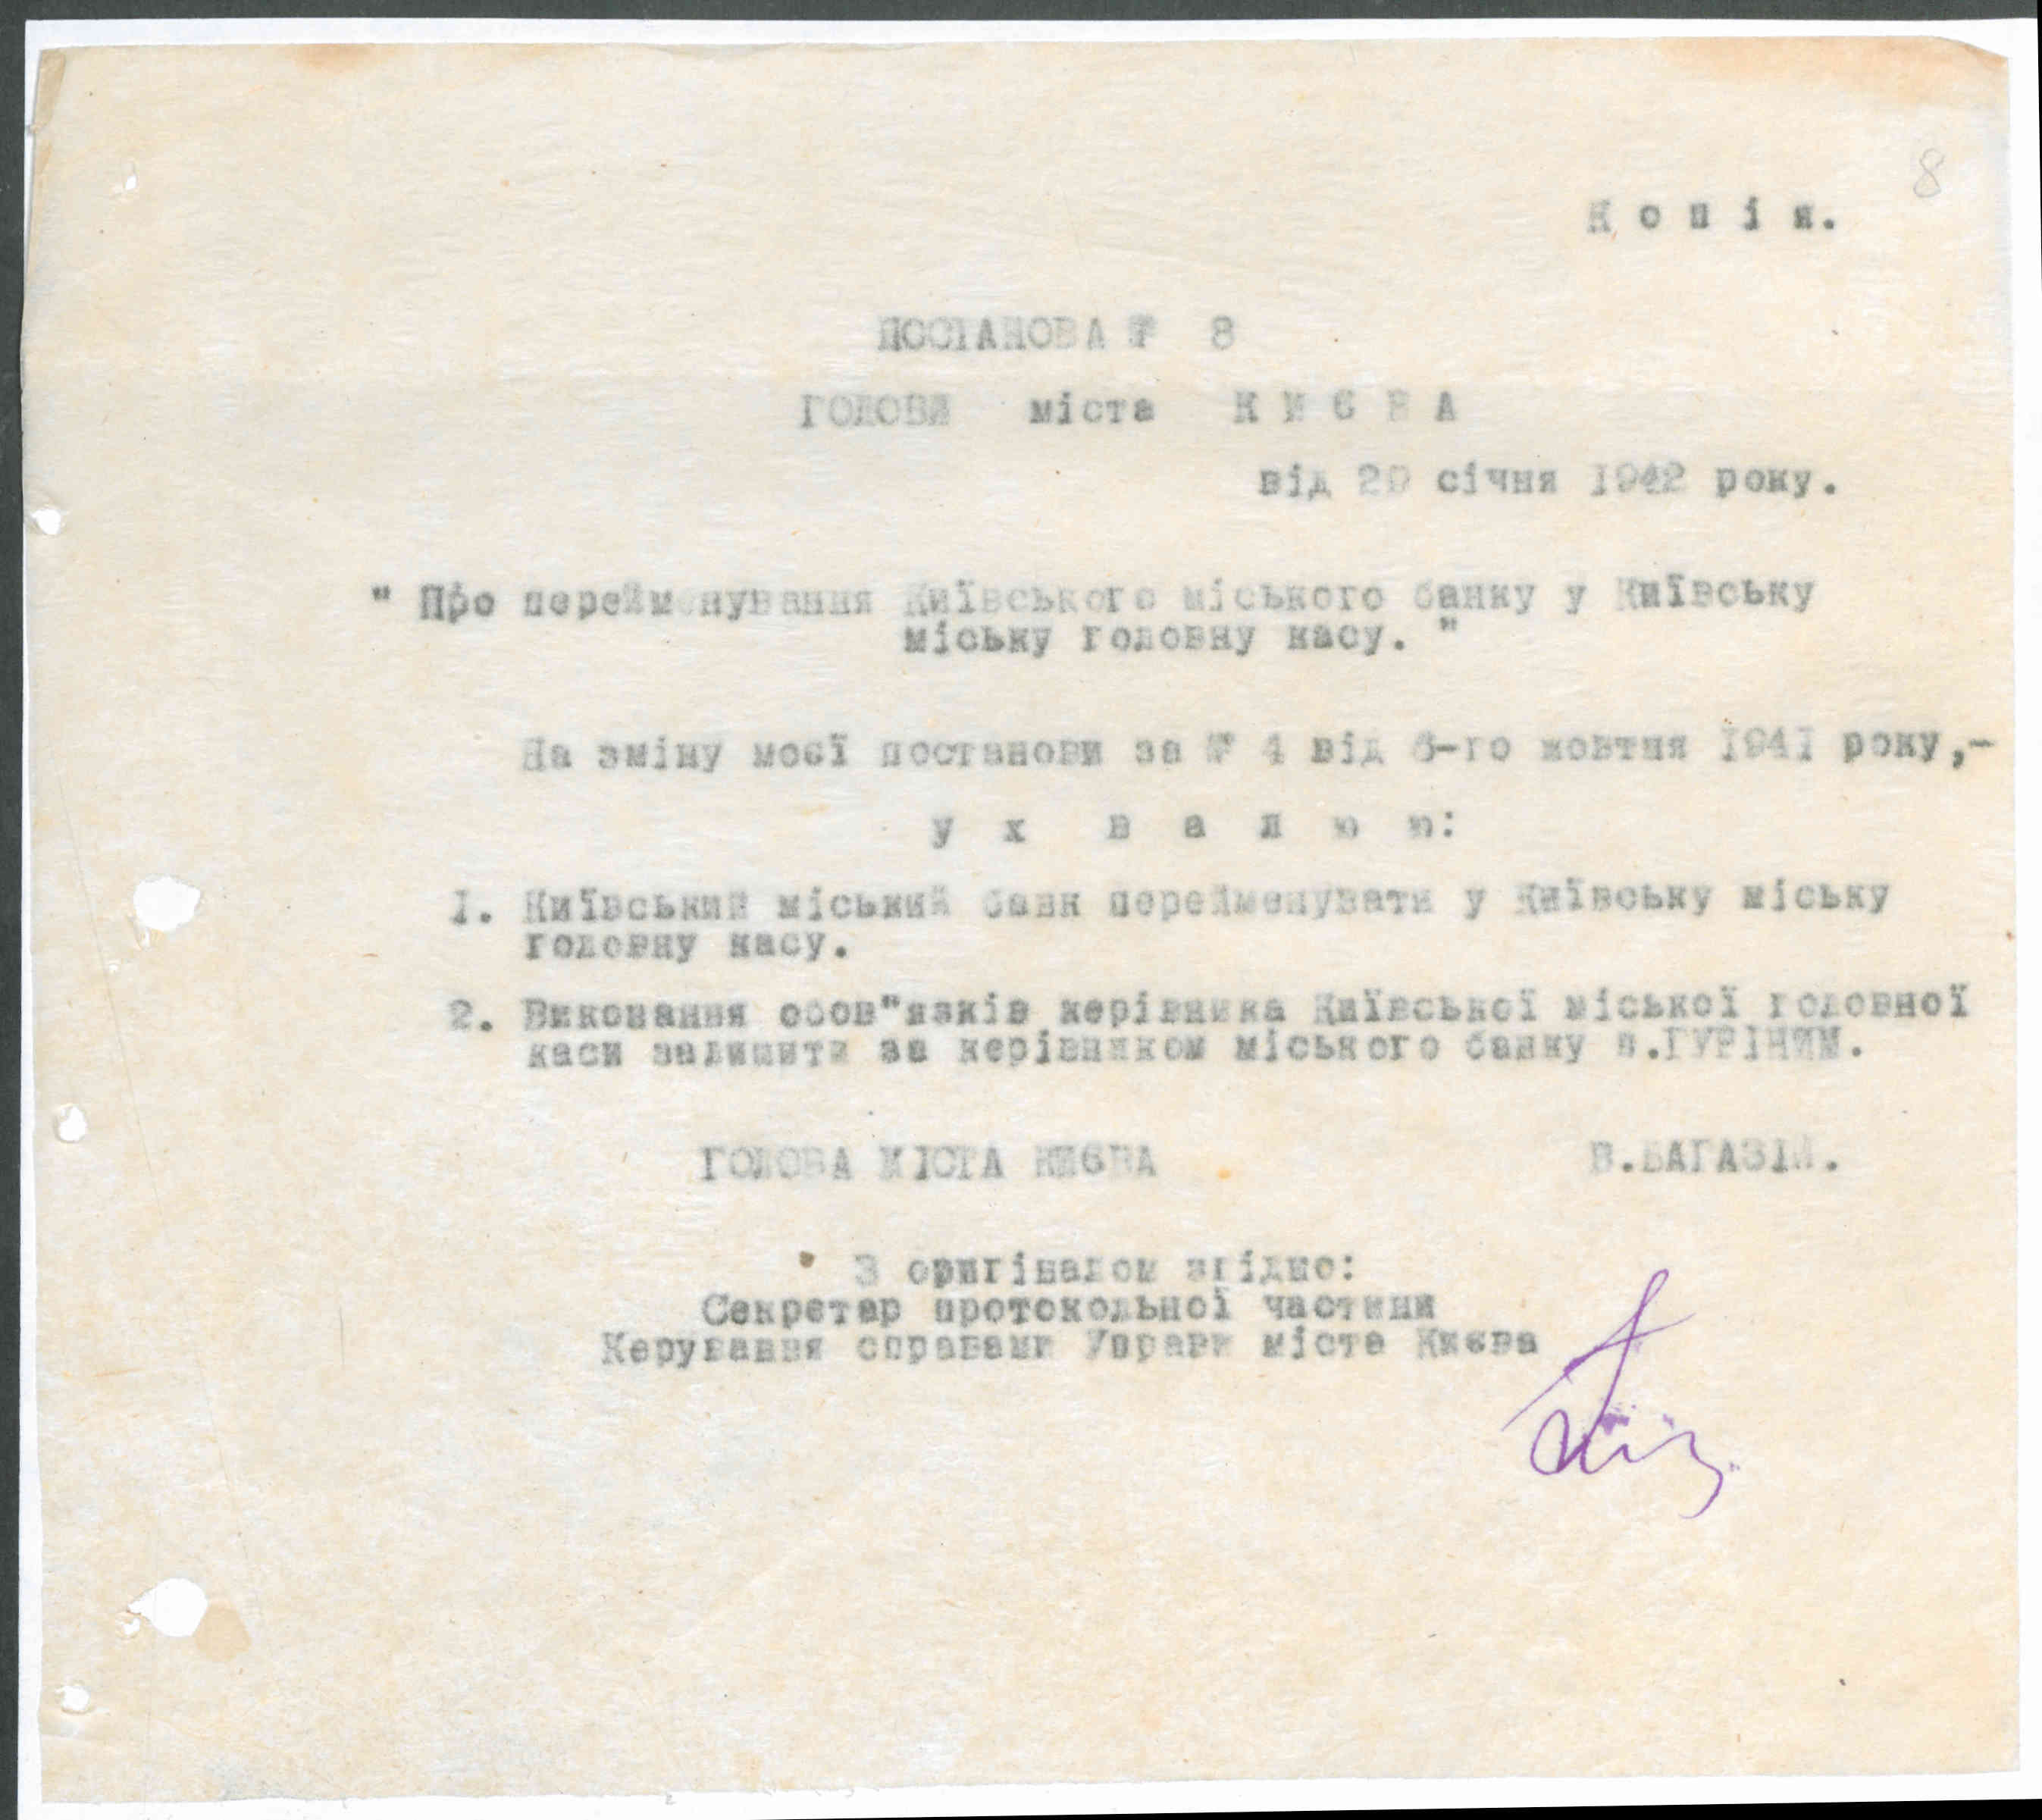 8
К о п і я.
ПОСТАНОВА № 8
ГОЛОВИ міста К И Є В А
від 20 січня 1942 року.
" Про перейменування Київського міського банку у Київську
міську головну касу. "
На зміну моєї постанови за № 4 від 6-го жовтня 1941 року,-
у х в а л ю ю:
1. Київський міський банк перейменувати у Київську міську
головну касу.
2. Виконання обов"язків керівника Київської міської головної
каси залишити за керівником міського банку п.ГУРІНИМ.
ГОЛОВА МІСТА КИЄВА В.БАГАЗІЙ.
З оригіналом згідно:
Секретар протокольної частини
Керування справами Управи міста Києва